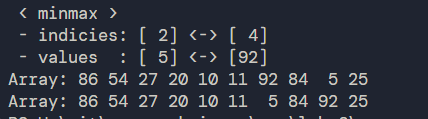 < minmax >
- indicies: [ 2] <-> [ 4]
- values  : [ 5] <-> [92]
Array: 86 54 27 20 10 11 92 84  5 25
Array: 86 54 27 20 10 11  5 84 92 25